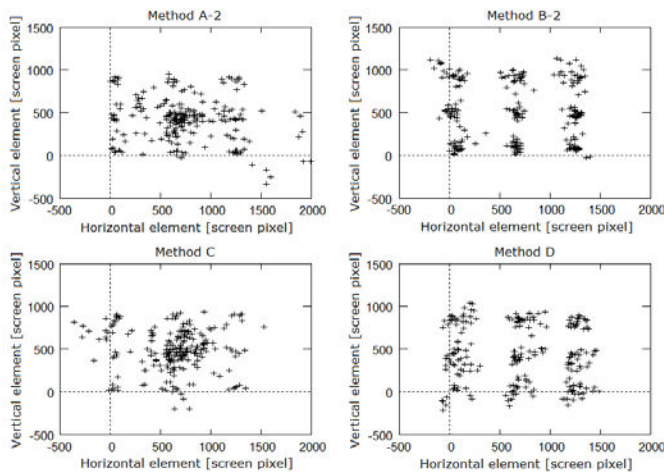 Method A-2
Vertical element [screen pixel]
1500
1000
500
0
-500
-500 0 500 1000 1500 2000
Horizontal element [screen pixel]
Method B-2
Vertical element [screen pixel]
1500
1000
500
0
-500
-500 0 500 1000 1500 2000
Horizontal element [screen pixel]
Method C
Vertical element [screen pixel]
1500
1000
500
0
-500
-500 0 500 1000 1500 2000
Horizontal element [screen pixel]
Method D
Vertical element [screen pixel]
1500
1000
500
0
-500
-500 0 500 1000 1500 2000
Horizontal element [screen pixel]